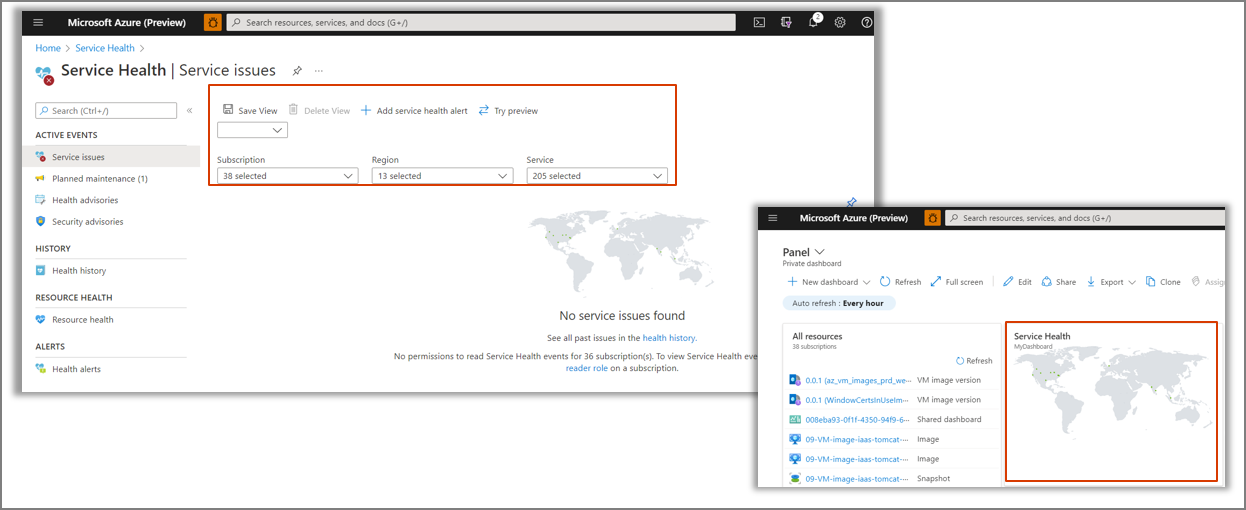 Microsoft Azure (Preview)
Search resources, services, and docs (G+/)
2
Home > Service Health >
Service Health | Service issues
...
Search (Ctrl+/)
«
ACTIVE EVENTS
Service issues
Planned maintenance (1)
Health advisories
Security advisories
HISTORY
Health history
RESOURCE HEALTH
Resource health
ALERTS
Health alerts
Save View
Delete View
Add service health alert
Try preview
Subscription
Region
Service
38 selected
13 selected
205 selected
No service issues found
See all past issues in the health history.
No permissions to read Service Health events for 36 subscription(s). To view Service Health eve
reader role on a subscription.
Microsoft Azure (Preview)
Search resources, services, and docs (G+/)
Panel
Private dashboard
New dashboard
Refresh
Full screen
Edit
Share
Export
Clone
Assign
Auto refresh : Every hour
All resources
38 subscriptions
Refresh
0.0.1 (az_vm_images_prd_we... VM image version
0.0.1 (WindowCertsInUseIm... VM image version
008eba93-0f1f-4350-94f9-6... Shared dashboard
09-VM-image-iaas-tomcat-... Image
09-VM-image-iaas-tomcat-... Image
09-VM-image-iaas-tomcat-... Snapshot
Service Health
MyDashboard